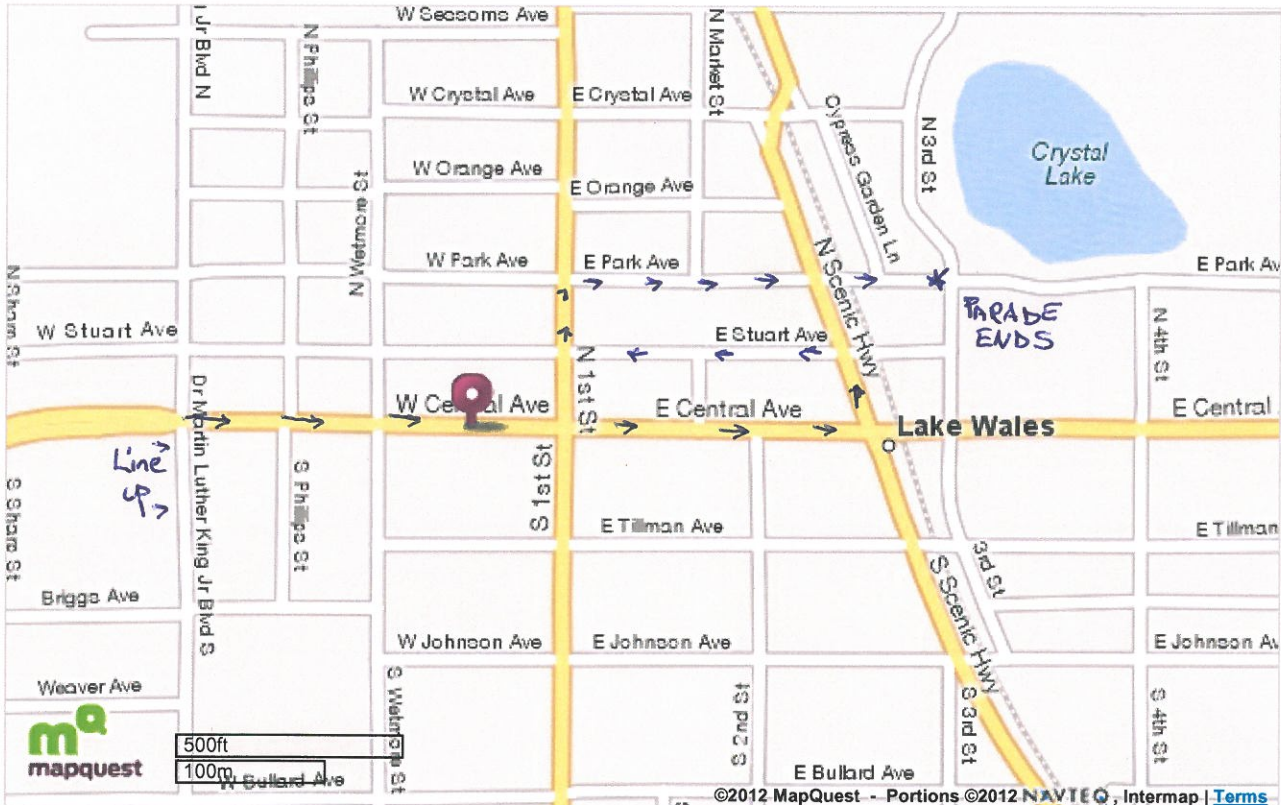 W Sessoms Ave
Jr Blvd N
N Phillips St
N Market St
W Crystal Ave
E Crystal Ave
Cypress Garden Ln
N 3rd St
Crystal
Lake
W Orange Ave
E Orange Ave
N Wetmore St
W Park Ave
E Park Ave
N Scenic Hwy
E Park Av
N Sharp St
W Stuart Ave
E Stuart Ave
PARADE
ENDS
N 4th St
N 1st St
W Central Ave
E Central Ave
E Central
Lake Wales
Line
up
Dr Martin Luther King Jr Blvd S
S Phillips St
S 1st St
S Sharp St
E Tillman Ave
E Tillman
3rd St
Briggs Ave
S Scenic Hwy
W Johnson Ave
E Johnson Ave
E Johnson Av
Weaver Ave
S Wetmore St
S 2nd St
S 3rd St
S 4th St
mQ
mapquest
500ft
100m
W Bullard Ave
E Bullard Ave
©2012 MapQuest - Portions ©2012 NAVTEQ, Intermap | Terms